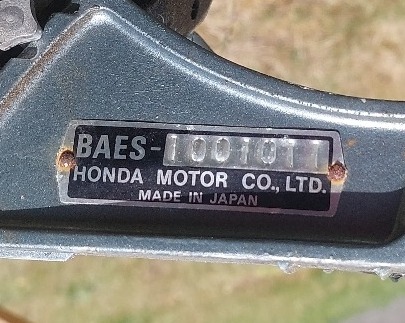 BAES-1001011
HONDA MOTOR CO., LTD.
MADE IN JAPAN